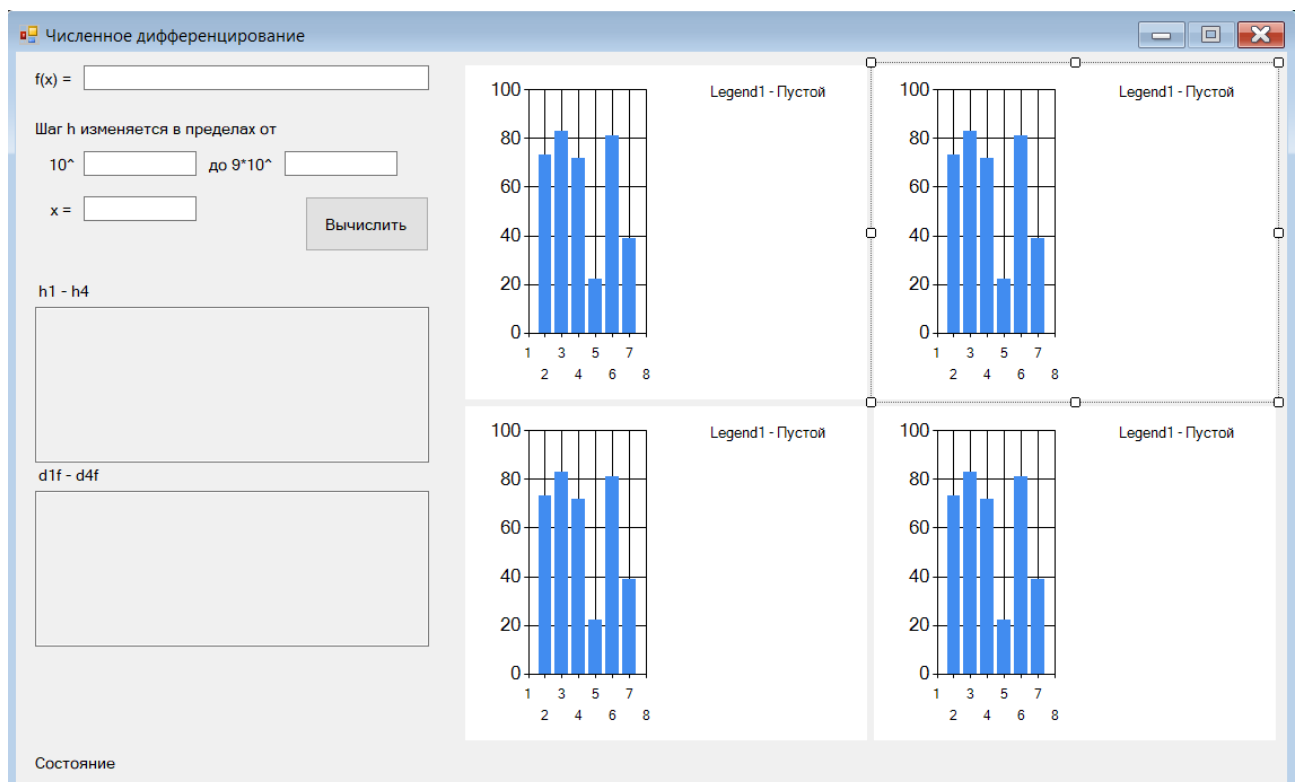 Численное дифференцирование
f(x) =
Шаг h изменяется в пределах от
10^ до 9*10^
x =
Вычислить
h1 - h4
d1f - d4f
Состояние
100
80
60
40
20
0
1 3 5 7
2 4 6 8
Legend1 - Пустой
100
80
60
40
20
0
1 3 5 7
2 4 6 8
Legend1 - Пустой
100
80
60
40
20
0
1 3 5 7
2 4 6 8
Legend1 - Пустой
100
80
60
40
20
0
1 3 5 7
2 4 6 8
Legend1 - Пустой